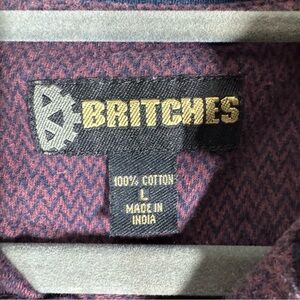 BRITCHES
100% COTTON
L
MADE IN
INDIA